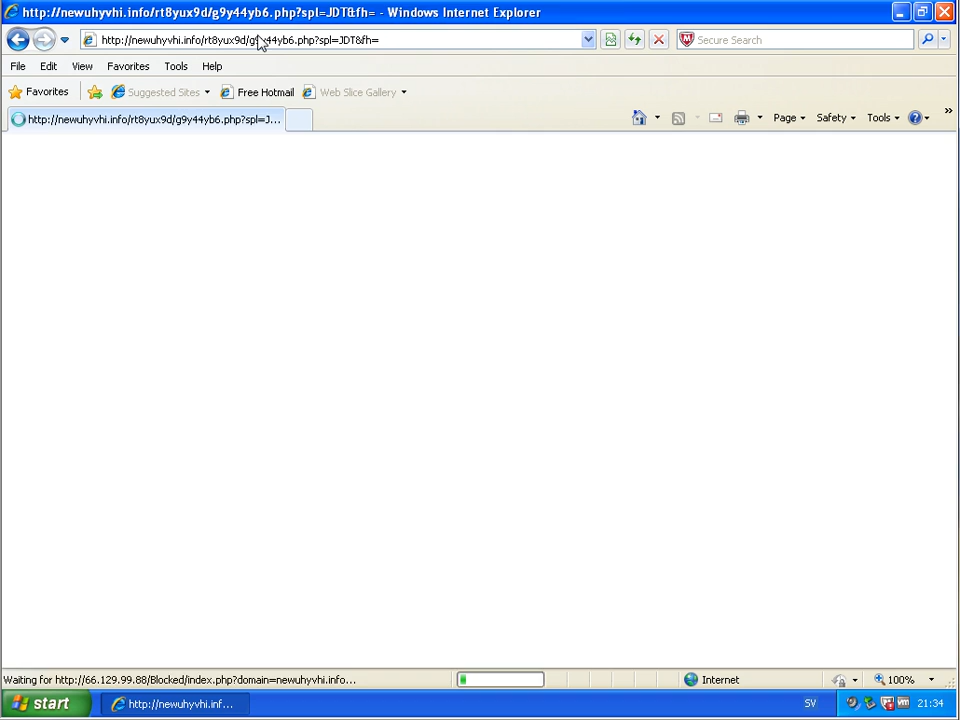 http://newuhyvhi.info/rt8yux9d/g9y44yb6.php?spl=JDT&fh= - Windows Internet Explorer
http://newuhyvhi.info/rt8yux9d/g9y44yb6.php?spl=JDT&fh= Secure Search
File Edit View Favorites Tools Help
Favorites Suggested Sites Free Hotmail Web Slice Gallery
http://newuhyvhi.info/rt8yux9d/g9y44yb6.php?spl=J... Page Safety Tools
Waiting for http://66.129.99.88/Blocked/index.php?domain=newuhyvhi.info... Internet 100%
start http://newuhyvhi.inf... SV 21:34